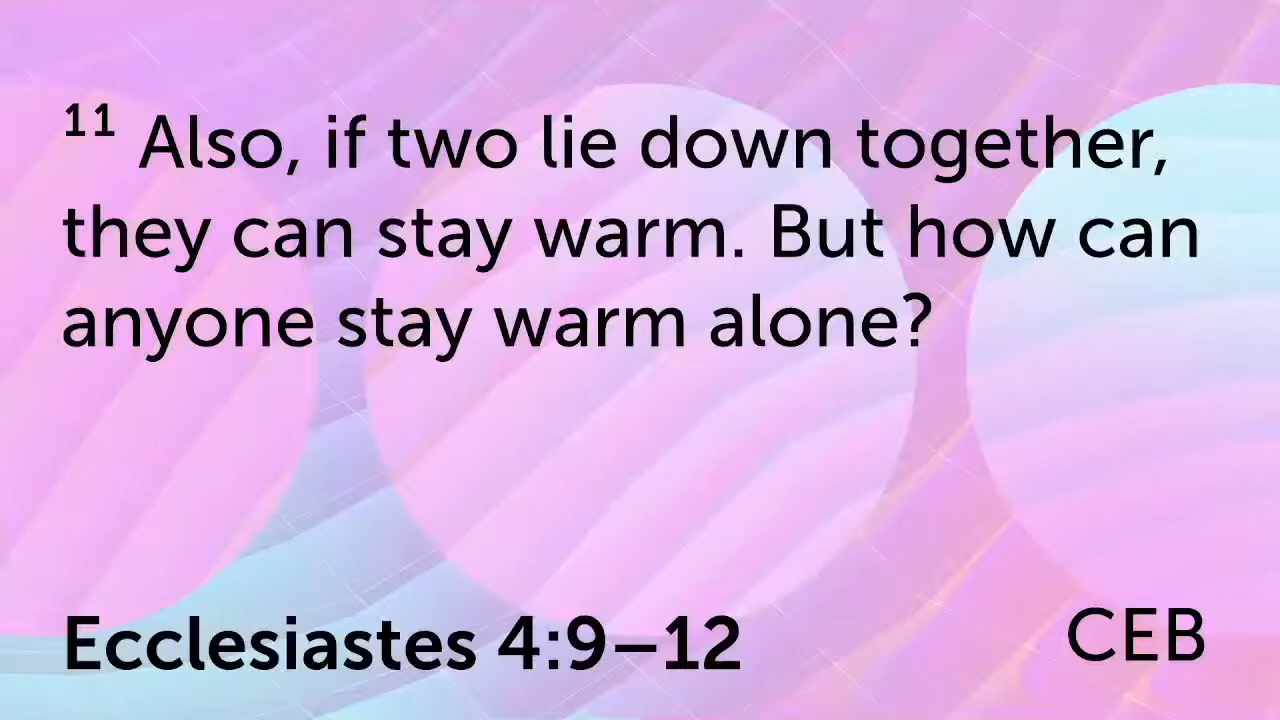 11 Also, if two lie down together,
they can stay warm. But how can
anyone stay warm alone?
Ecclesiastes 4:9–12
CEB